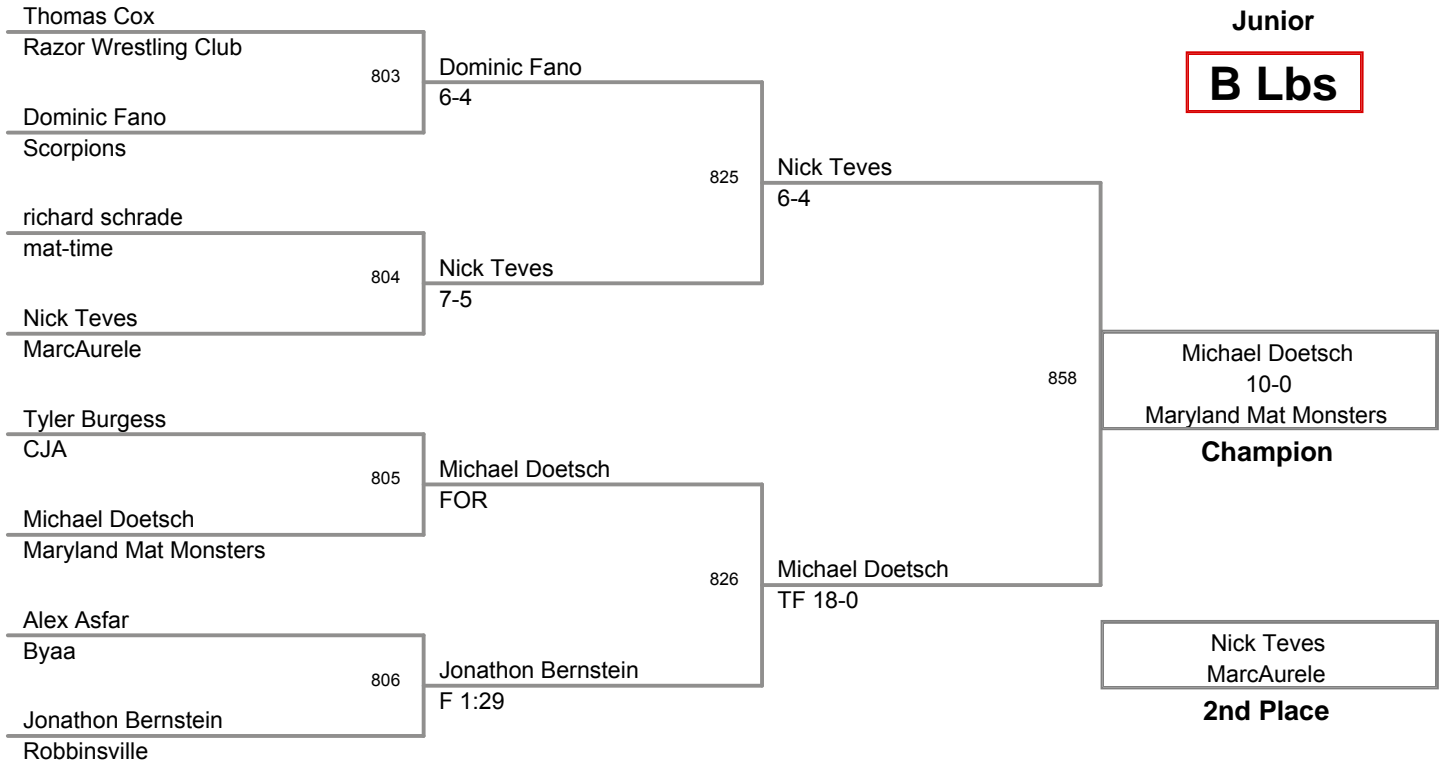 Thomas Cox
Razor Wrestling Club
803
Dominic Fano
Scorpions
Dominic Fano
6-4
richard schrade
mat-time
804
Nick Teves
MarcAurele
Nick Teves
7-5
825
Nick Teves
6-4
Tyler Burgess
CJA
805
Michael Doetsch
Maryland Mat Monsters
Michael Doetsch
FOR
Alex Asfar
Byaa
806
Jonathon Bernstein
Robbinsville
Jonathon Bernstein
F 1:29
826
Michael Doetsch
TF 18-0
858
Junior
B Lbs
Michael Doetsch
10-0
Maryland Mat Monsters
Champion
Nick Teves
MarcAurele
2nd Place